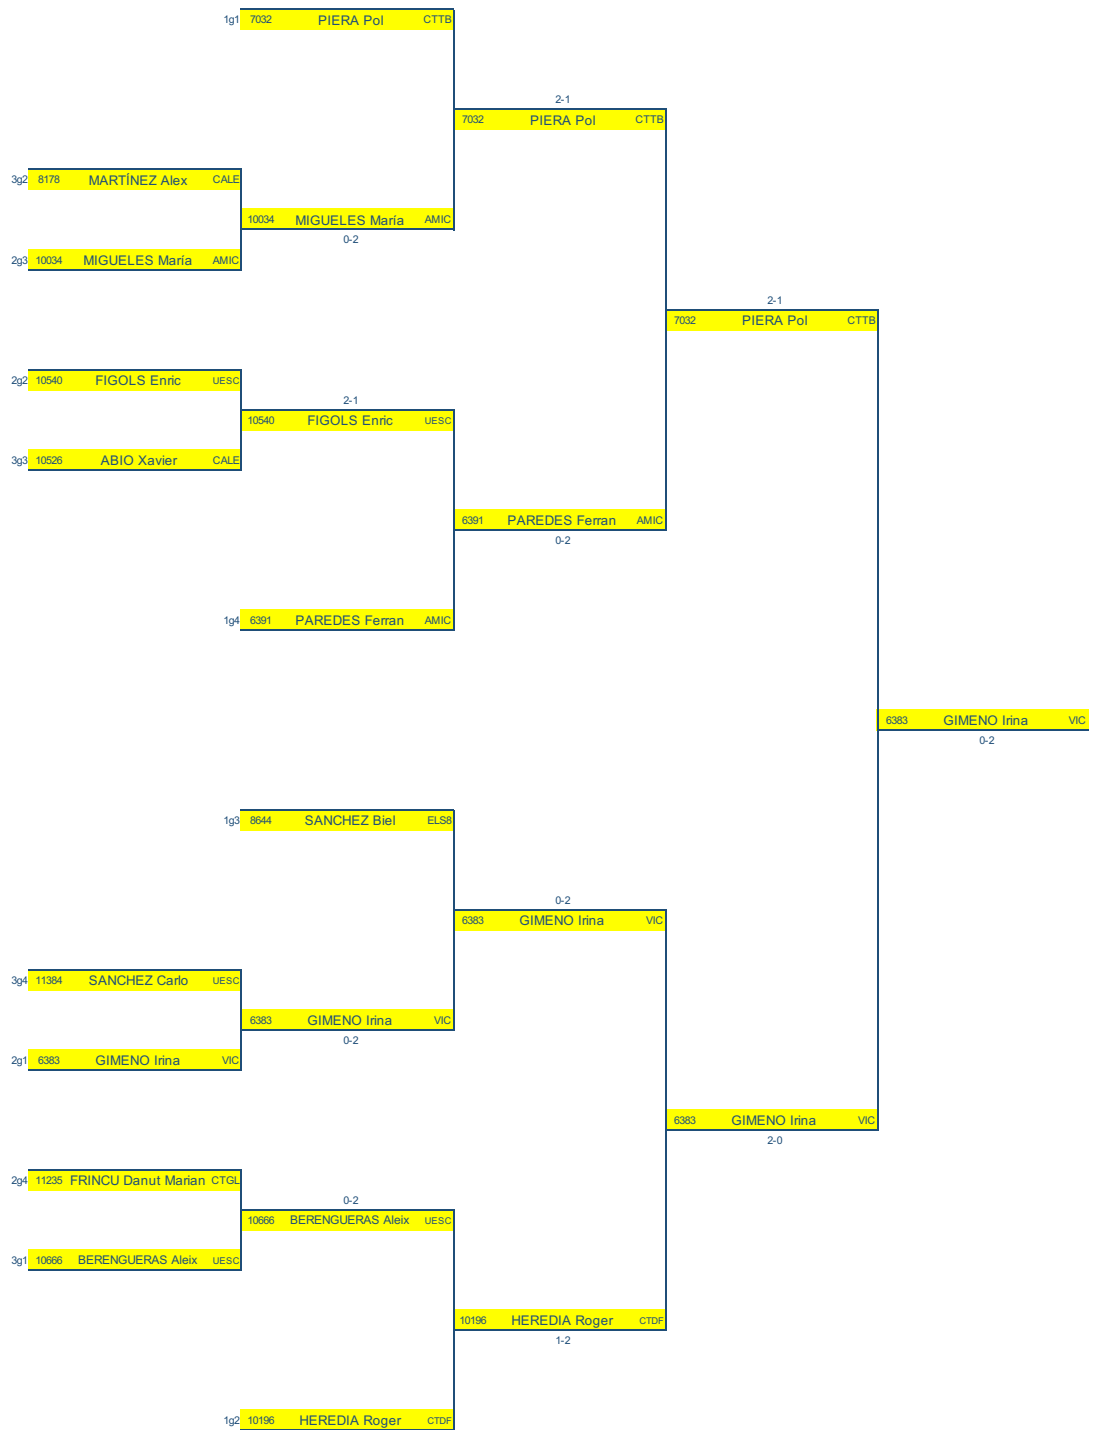 1g1 7032 PIERA Pol CTTB
2-1
7032 PIERA Pol CTTB
3g2 8178 MARTÍNEZ Alex CALE
10034 MIGUELES María AMIC
0-2
2g3 10034 MIGUELES María AMIC
2-1
7032 PIERA Pol CTTB
2g2 10540 FIGOLS Enric UESC
2-1
10540 FIGOLS Enric UESC
3g3 10526 ABIO Xavier CALE
6391 PAREDES Ferran AMIC
0-2
1g4 6391 PAREDES Ferran AMIC
6383 GIMENO Irina VIC
0-2
1g3 8644 SANCHEZ Biel ELS8
0-2
6383 GIMENO Irina VIC
3g4 11384 SANCHEZ Carlo UESC
6383 GIMENO Irina VIC
0-2
2g1 6383 GIMENO Irina VIC
6383 GIMENO Irina VIC
2-0
2g4 11235 FRINCU Danut Marian CTGL
0-2
10666 BERENGUERAS Aleix UESC
3g1 10666 BERENGUERAS Aleix UESC
10196 HEREDIA Roger CTDF
1-2
1g2 10196 HEREDIA Roger CTDF